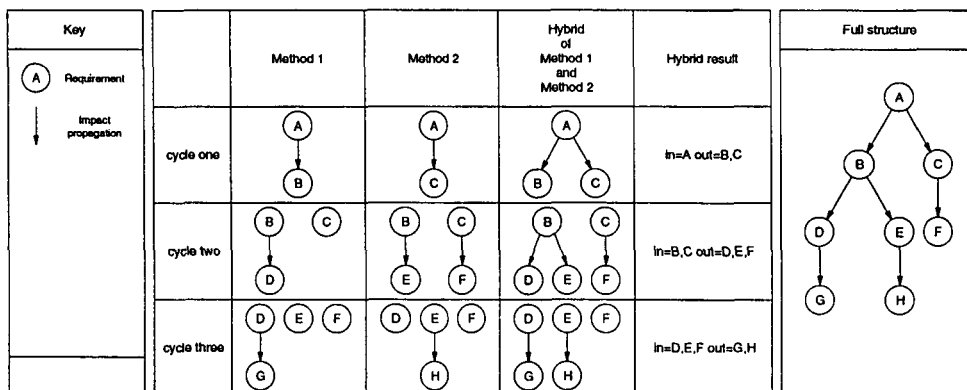 Key
A
Requirement
Impact
propagation
Method 1
Method 2
Hybrid
of
Method 1
and
Method 2
Hybrid result
cycle one
A
B
A
C
A
B C
in=A out=B,C
cycle two
B C
D
B C
E F
B C
D E F
in=B,C out=D,E,F
cycle three
D E F
G
D E F
H
D E F
G H
in=D,E,F out=G,H
Full structure
A
B C
D E F
G H